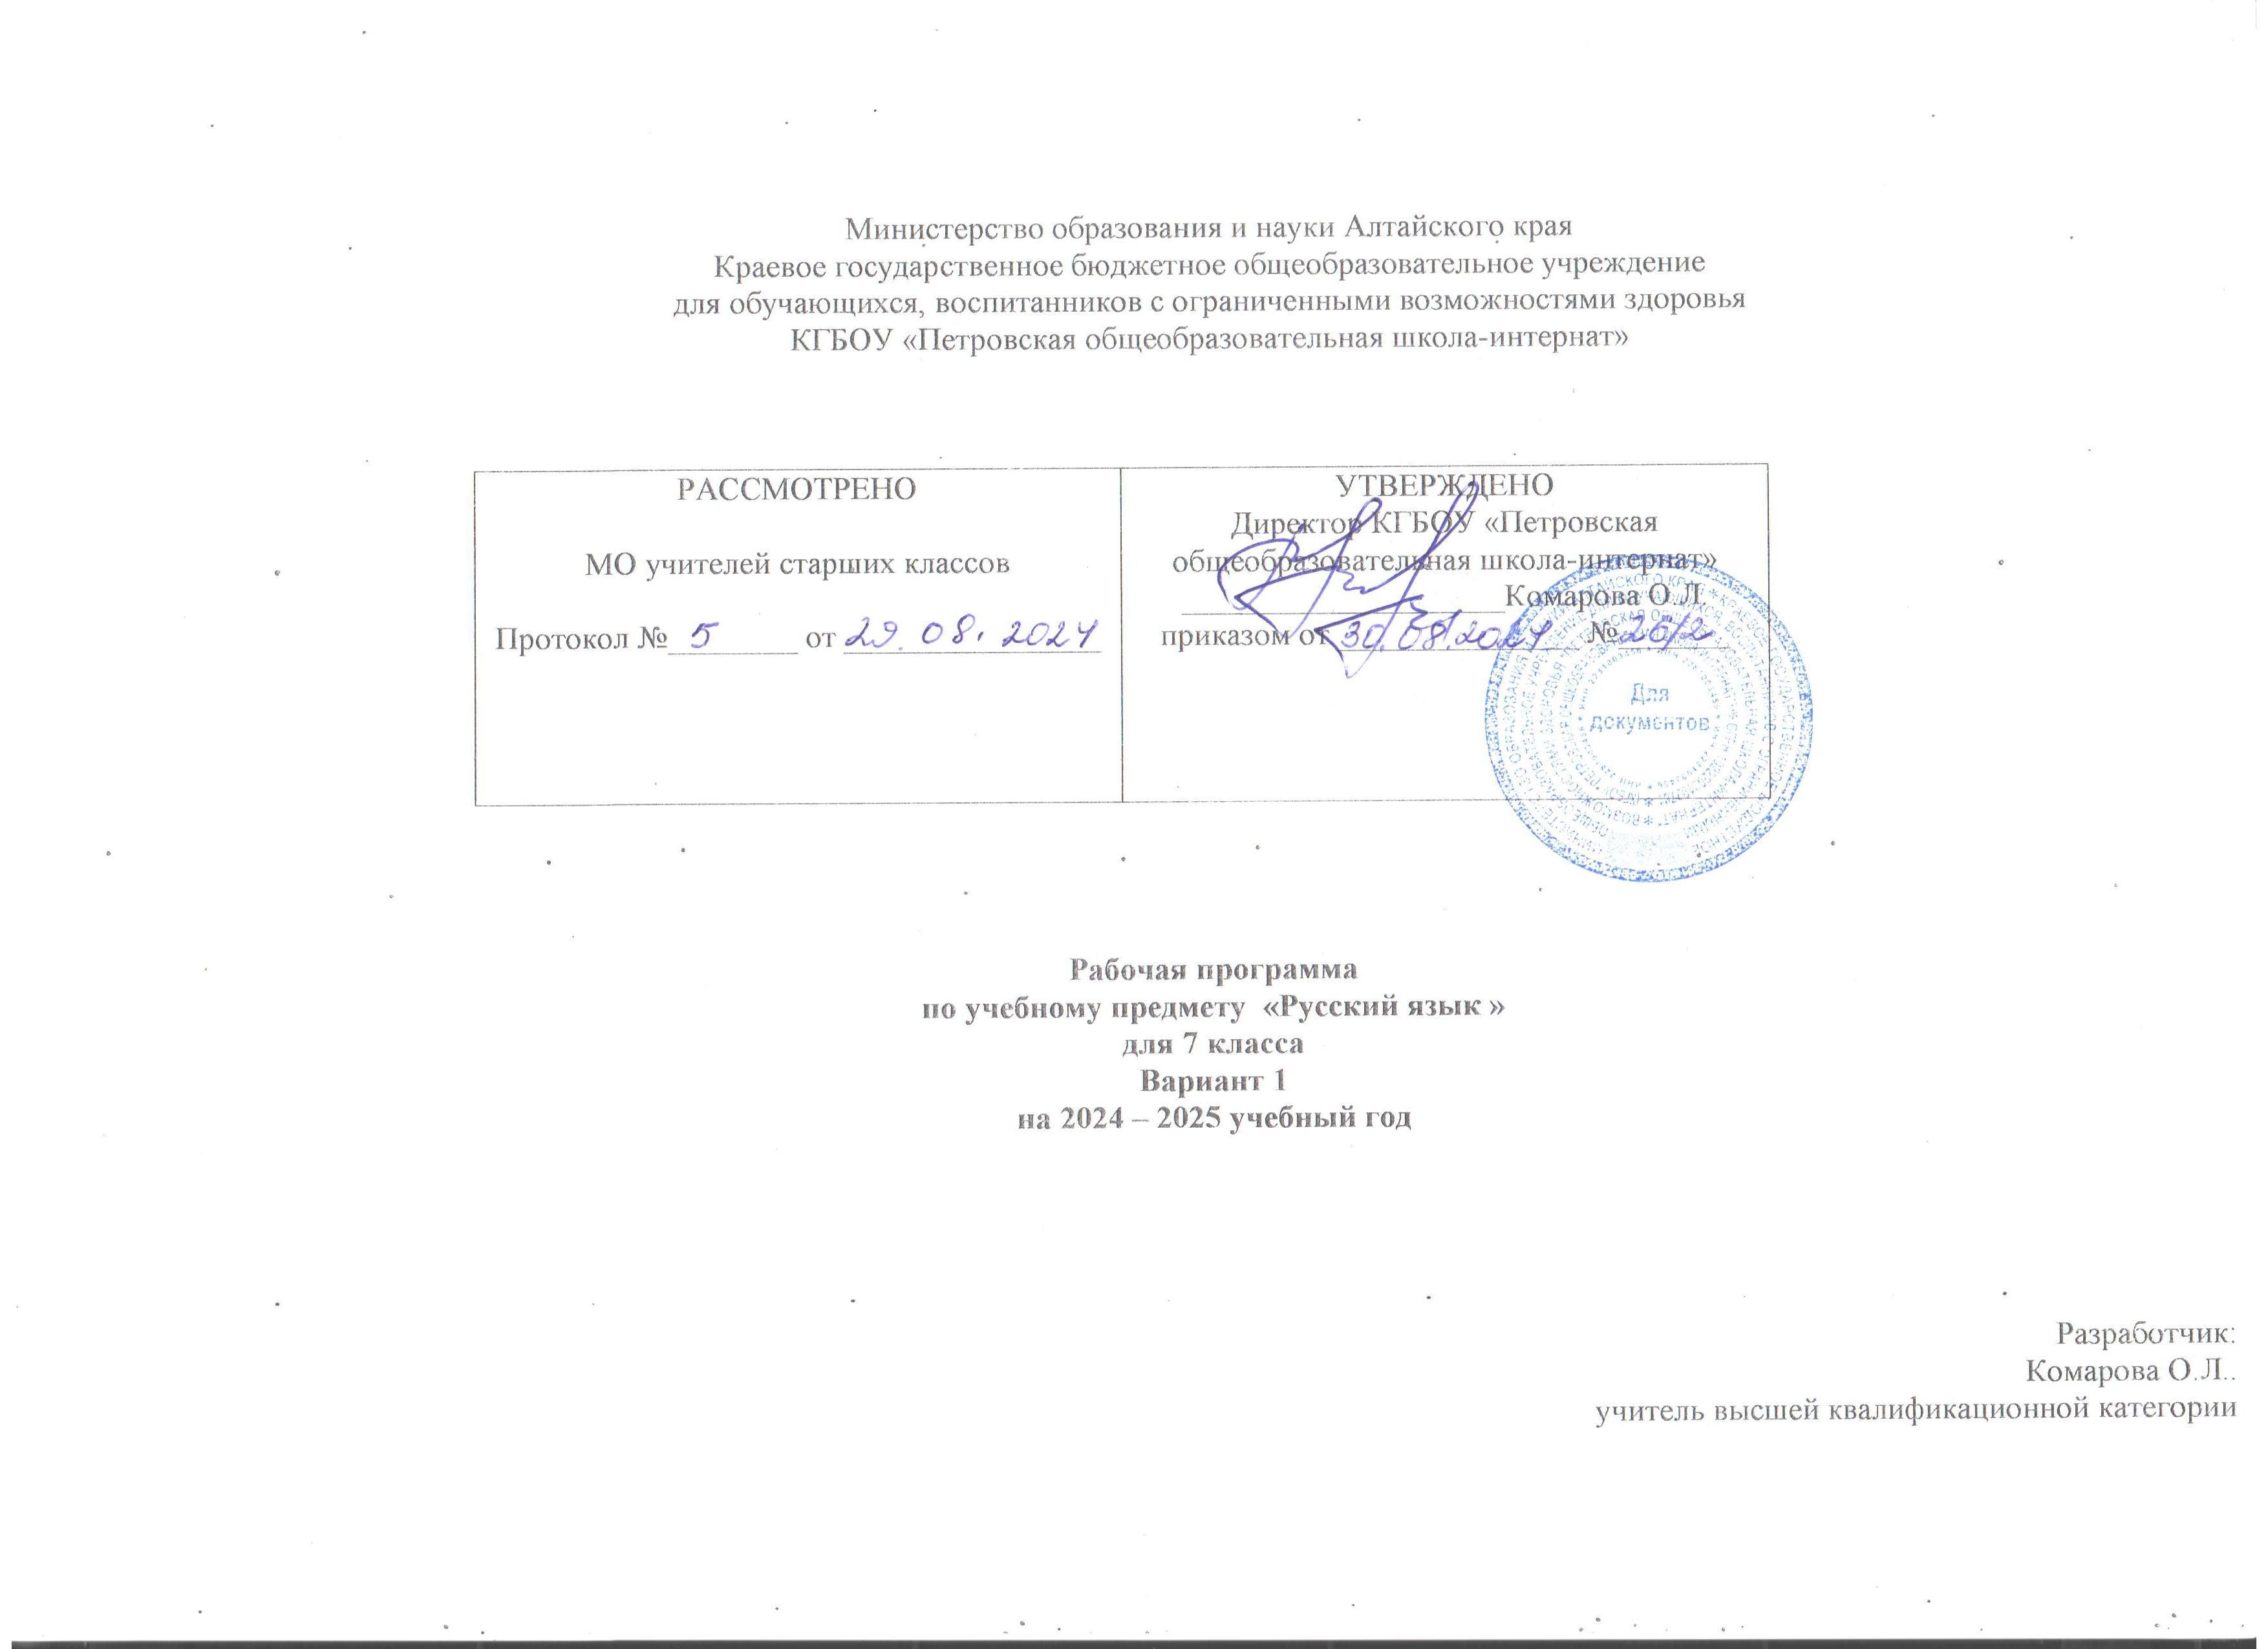 Министерство образования и науки Алтайского края
Краевое государственное бюджетное общеобразовательное учреждение
для обучающихся, воспитанников с ограниченными возможностями здоровья
КГБОУ «Петровская общеобразовательная школа-интернат»
РАССМОТРЕНО
МО учителей старших классов
Протокол № 5 от 29.08.2024
УТВЕРЖДЕНО
Директор КГБОУ «Петровская
общеобразовательная школа-интернат»
Комарова О.Л.
приказом от 30.08.2024 №
Для
документов
Рабочая программа
по учебному предмету «Русский язык »
для 7 класса
Вариант 1
на 2024 – 2025 учебный год
Разработчик:
Комарова О.Л..
учитель высшей квалификационной категории